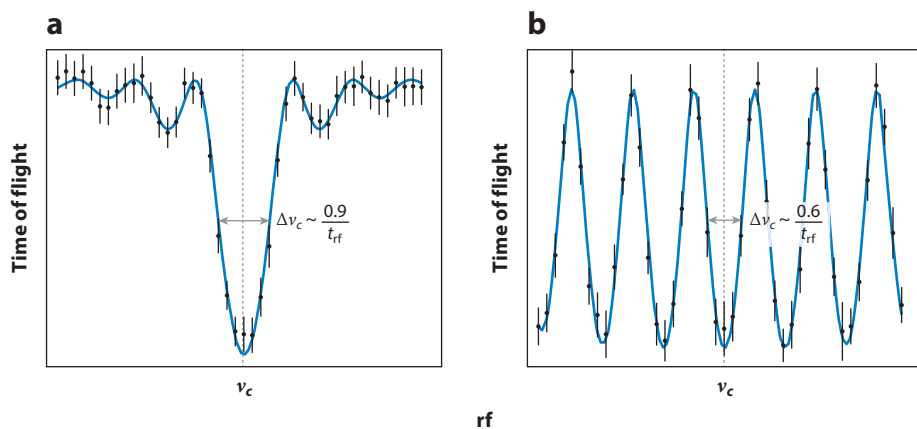 a
b
Time of flight
Δν_c ~ 0.9/t_rf
ν_c
Time of flight
Δν_c ~ 0.6/t_rf
ν_c
rf